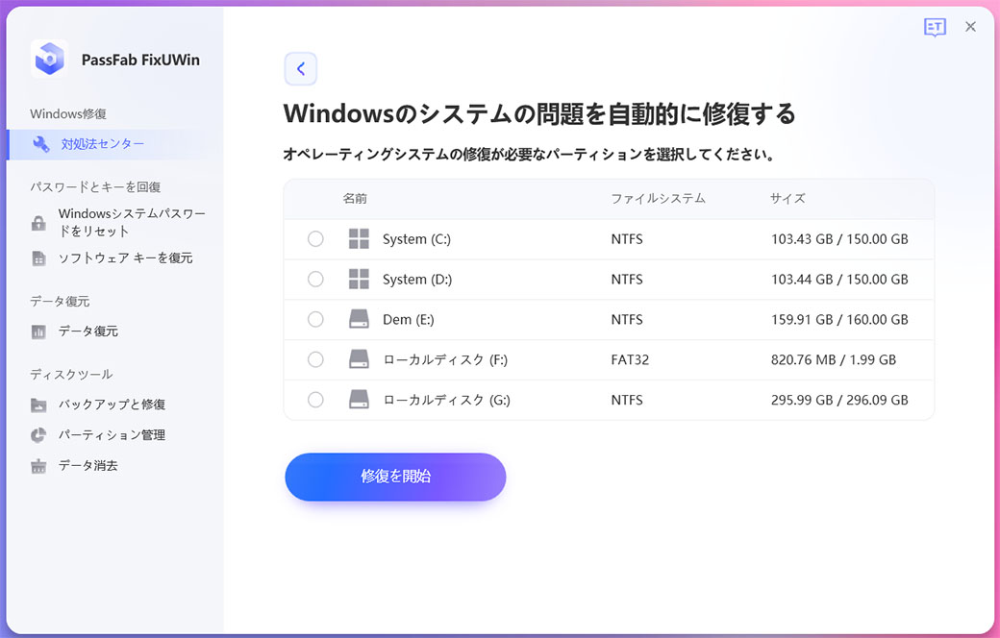 PassFab FixUWin
Windows修復
対処法センター
パスワードとキーを回復
Windowsシステムパスワー
ドをリセット
ソフトウェア キーを復元
データ復元
データ復元
ディスクツール
バックアップと修復
パーティション管理
データ消去
ET
Windowsのシステムの問題を自動的に修復する
オペレーティングシステムの修復が必要なパーティションを選択してください。
名前 ファイルシステム サイズ
System (C:) NTFS 103.43 GB / 150.00 GB
System (D:) NTFS 103.44 GB / 150.00 GB
Dem (E:) NTFS 159.91 GB / 160.00 GB
ローカルディスク (F:) FAT32 820.76 MB / 1.99 GB
ローカルディスク (G:) NTFS 295.99 GB / 296.09 GB
修復を開始